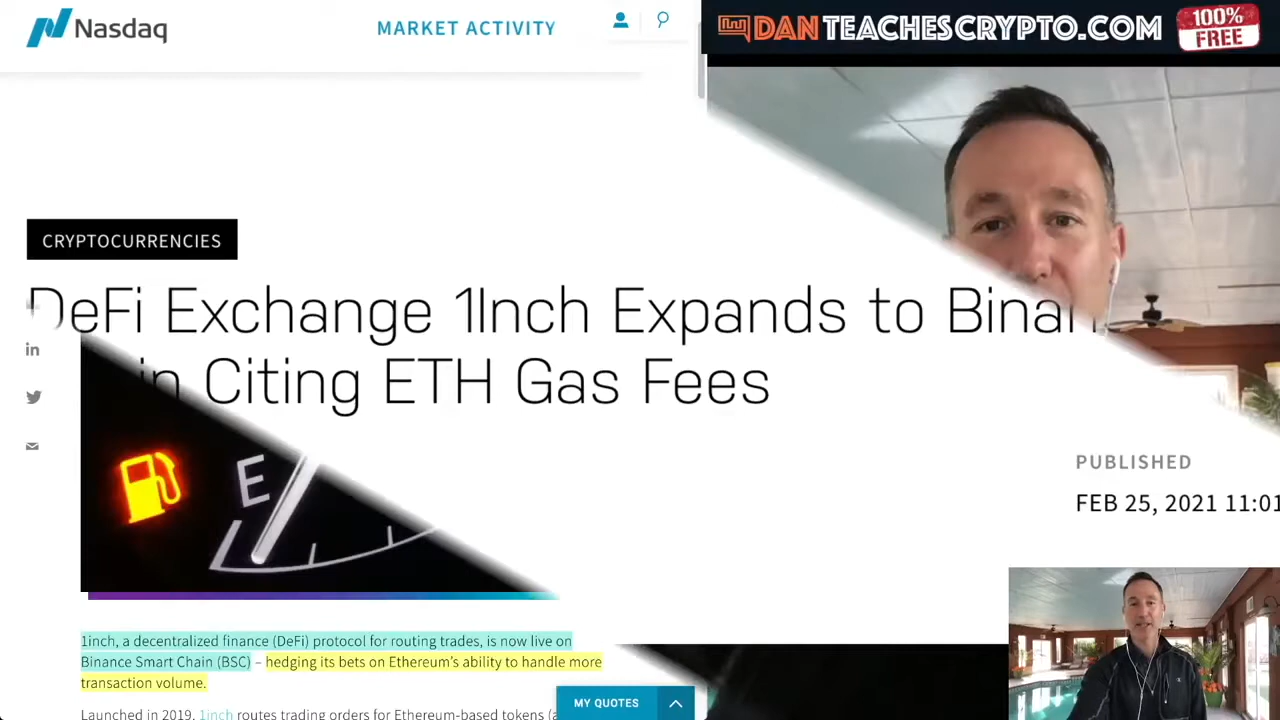 Nasdaq
MARKET ACTIVITY
DANTEACHESCRYPTO.COM
100%
FREE
CRYPTOCURRENCIES
DeFi Exchange 1Inch Expands to
Citing ETH Gas Fees
in
E
PUBLISHED
FEB 25, 2021 11:01
1inch, a decentralized finance (DeFi) protocol for routing trades, is now live on
Binance Smart Chain (BSC) – hedging its bets on Ethereum's ability to handle more
transaction volume.
MY QUOTES
Launched in 2019, 1inch routes trading orders for Ethereum-based tokens (a